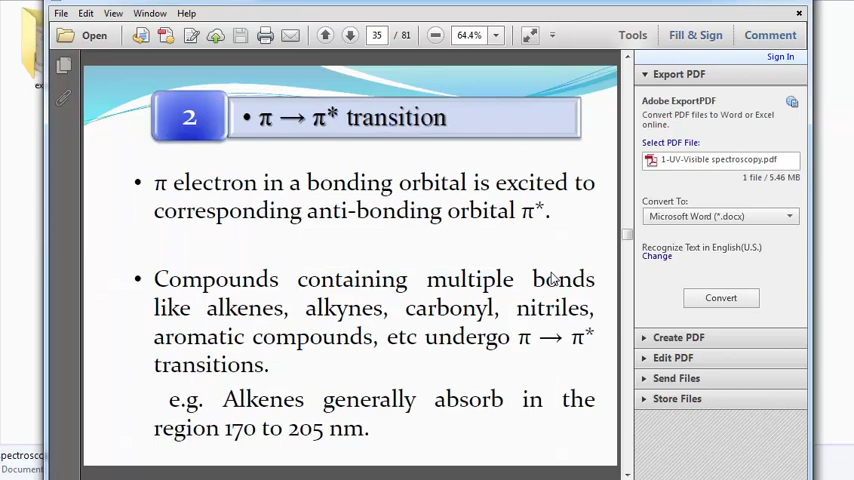 File Edit View Window Help
Open
35 / 81
64.4%
Tools
Fill & Sign
Comment
Sign In
2
• π → π* transition
• π electron in a bonding orbital is excited to
corresponding anti-bonding orbital π*.
• Compounds containing multiple bonds
like alkenes, alkynes, carbonyl, nitriles,
aromatic compounds, etc undergo π → π*
transitions.
e.g. Alkenes generally absorb in the
region 170 to 205 nm.
Export PDF
Adobe ExportPDF
Convert PDF files to Word or Excel
online.
Select PDF File:
1-UV-Visible spectroscopy.pdf
1 file / 5.46 MB
Convert To:
Microsoft Word (*.docx)
Recognize Text in English(U.S.)
Change
Convert
Create PDF
Edit PDF
Send Files
Store Files